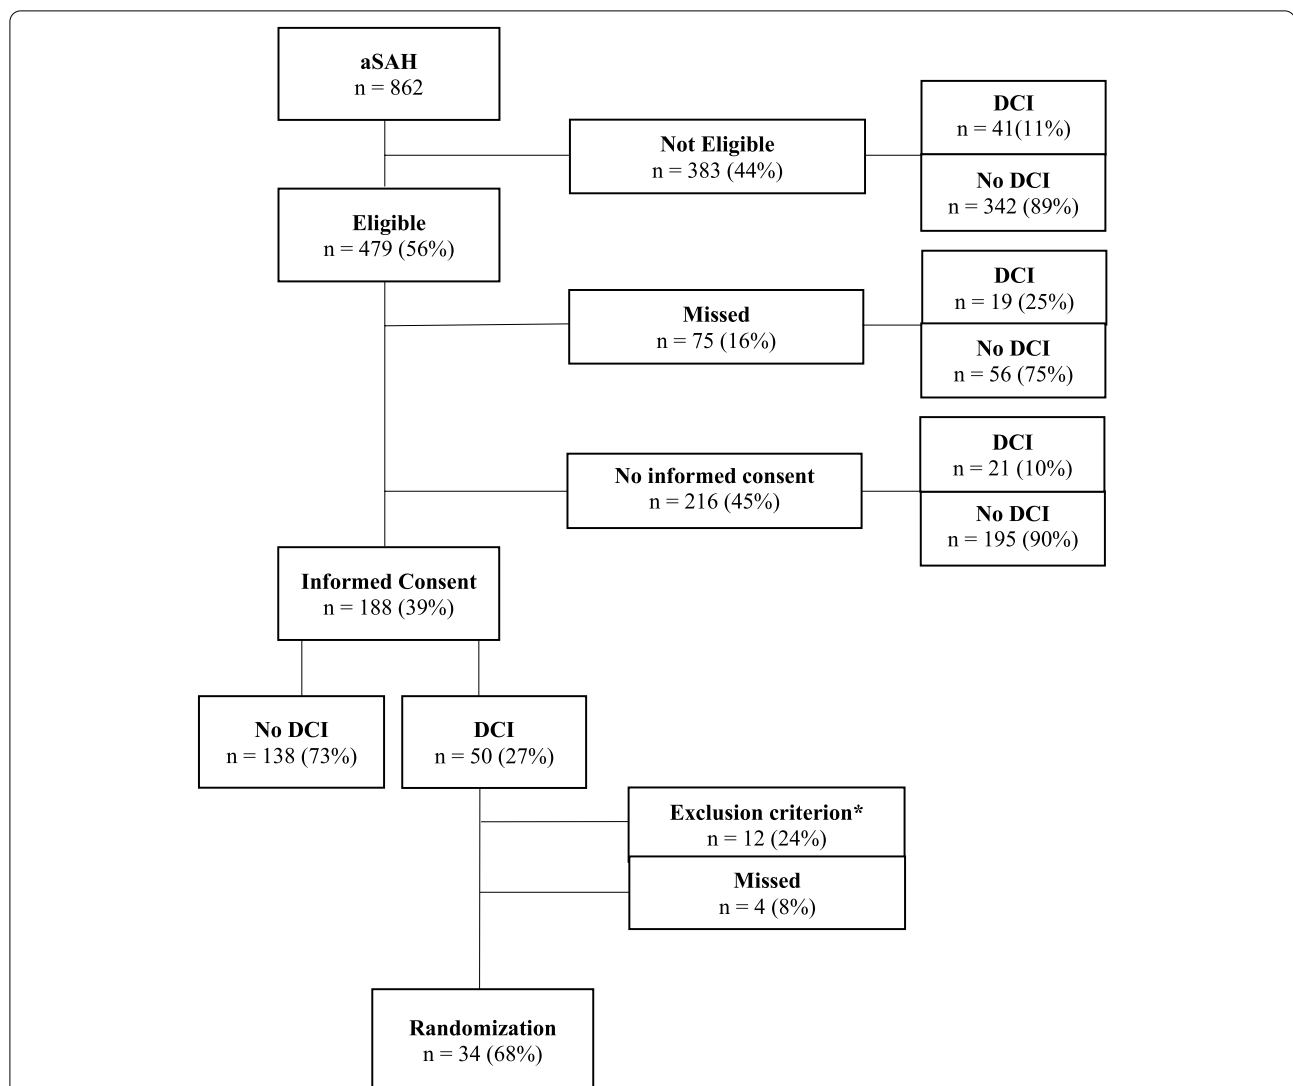 aSAH
n = 862
DCI
n = 41(11%)
Not Eligible
n = 383 (44%)
No DCI
n = 342 (89%)
Eligible
n = 479 (56%)
DCI
n = 19 (25%)
Missed
n = 75 (16%)
No DCI
n = 56 (75%)
DCI
n = 21 (10%)
No informed consent
n = 216 (45%)
No DCI
n = 195 (90%)
Informed Consent
n = 188 (39%)
No DCI
n = 138 (73%)
DCI
n = 50 (27%)
Exclusion criterion*
n = 12 (24%)
Missed
n = 4 (8%)
Randomization
n = 34 (68%)